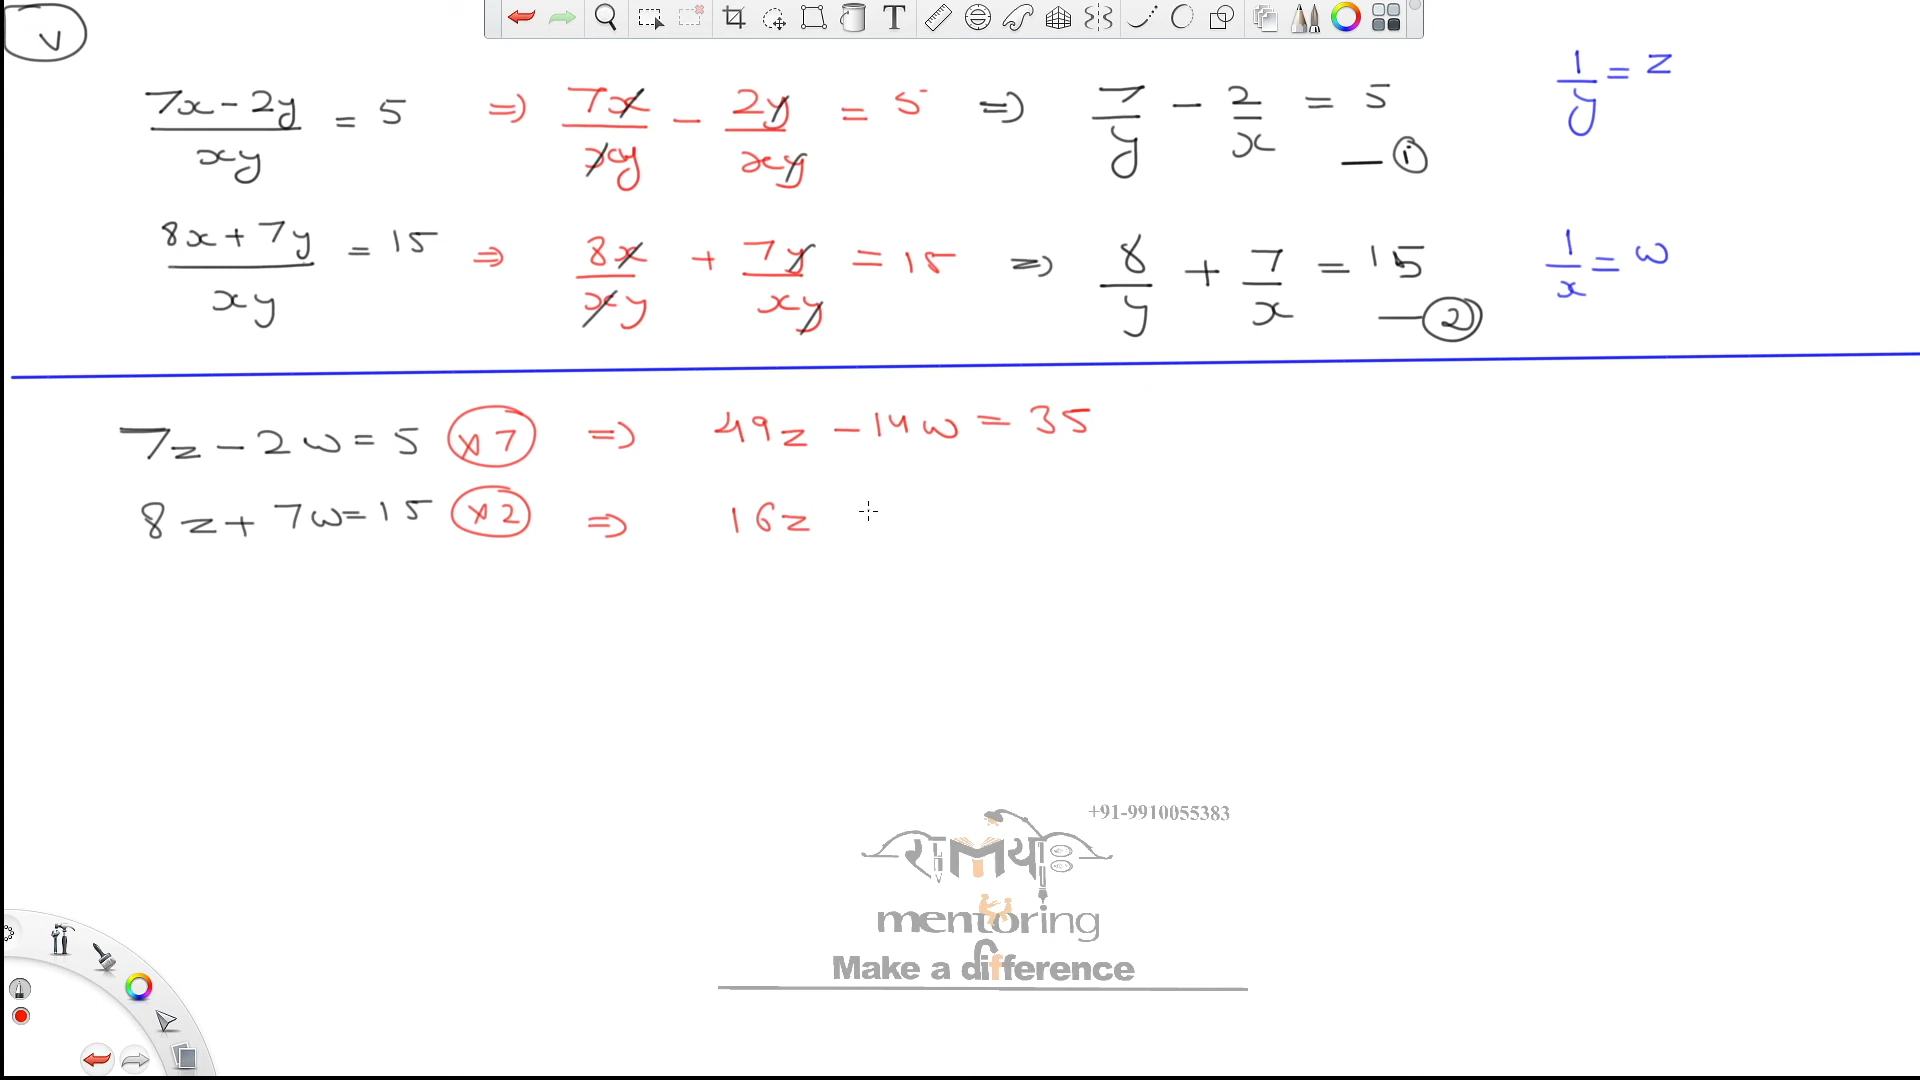 v
(7x - 2y)/(xy) = 5 ⇒ 7x/xy - 2y/xy = 5 ⇒ 7/y - 2/x = 5 — ①
1/y = z
(8x + 7y)/(xy) = 15 ⇒ 8x/xy + 7y/xy = 15 ⇒ 8/y + 7/x = 15 — ②
1/x = w
7z - 2w = 5 ×7 ⇒ 49z - 14w = 35
8z + 7w = 15 ×2 ⇒ 16z
+91-9910055383
mentoring
Make a difference